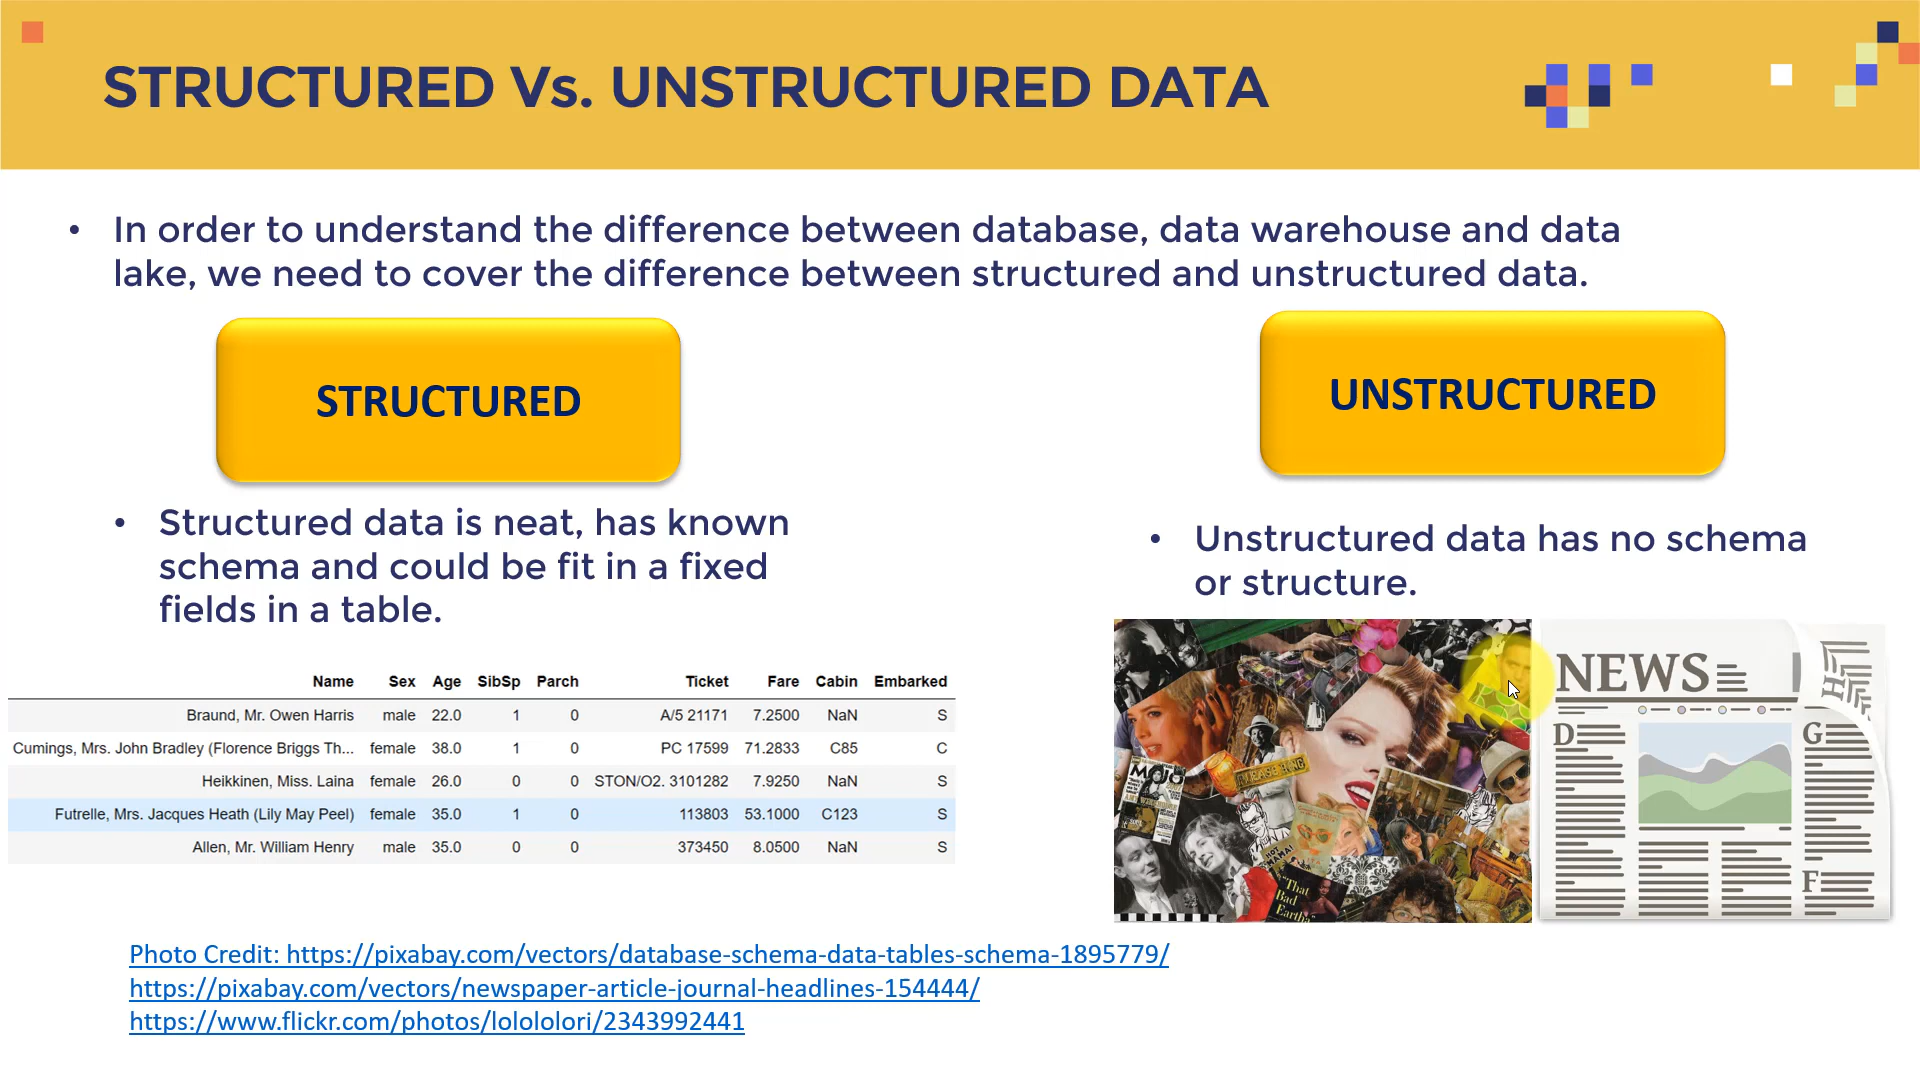 STRUCTURED Vs. UNSTRUCTURED DATA
• In order to understand the difference between database, data warehouse and data
lake, we need to cover the difference between structured and unstructured data.
STRUCTURED
• Structured data is neat, has known
schema and could be fit in a fixed
fields in a table.
Name Sex Age SibSp Parch Ticket Fare Cabin Embarked
Braund, Mr. Owen Harris male 22.0 1 0 A/5 21171 7.2500 NaN S
Cumings, Mrs. John Bradley (Florence Briggs Th... female 38.0 1 0 PC 17599 71.2833 C85 C
Heikkinen, Miss. Laina female 26.0 0 0 STON/O2. 3101282 7.9250 NaN S
Futrelle, Mrs. Jacques Heath (Lily May Peel) female 35.0 1 0 113803 53.1000 C123 S
Allen, Mr. William Henry male 35.0 0 0 373450 8.0500 NaN S
UNSTRUCTURED
• Unstructured data has no schema
or structure.
MOJO
PLEASE RING
HOT
MAMA!
"That
Bad
Eartha"
NEWS
D
G
F
H
Photo Credit: https://pixabay.com/vectors/database-schema-data-tables-schema-1895779/
https://pixabay.com/vectors/newspaper-article-journal-headlines-154444/
https://www.flickr.com/photos/lolololori/2343992441